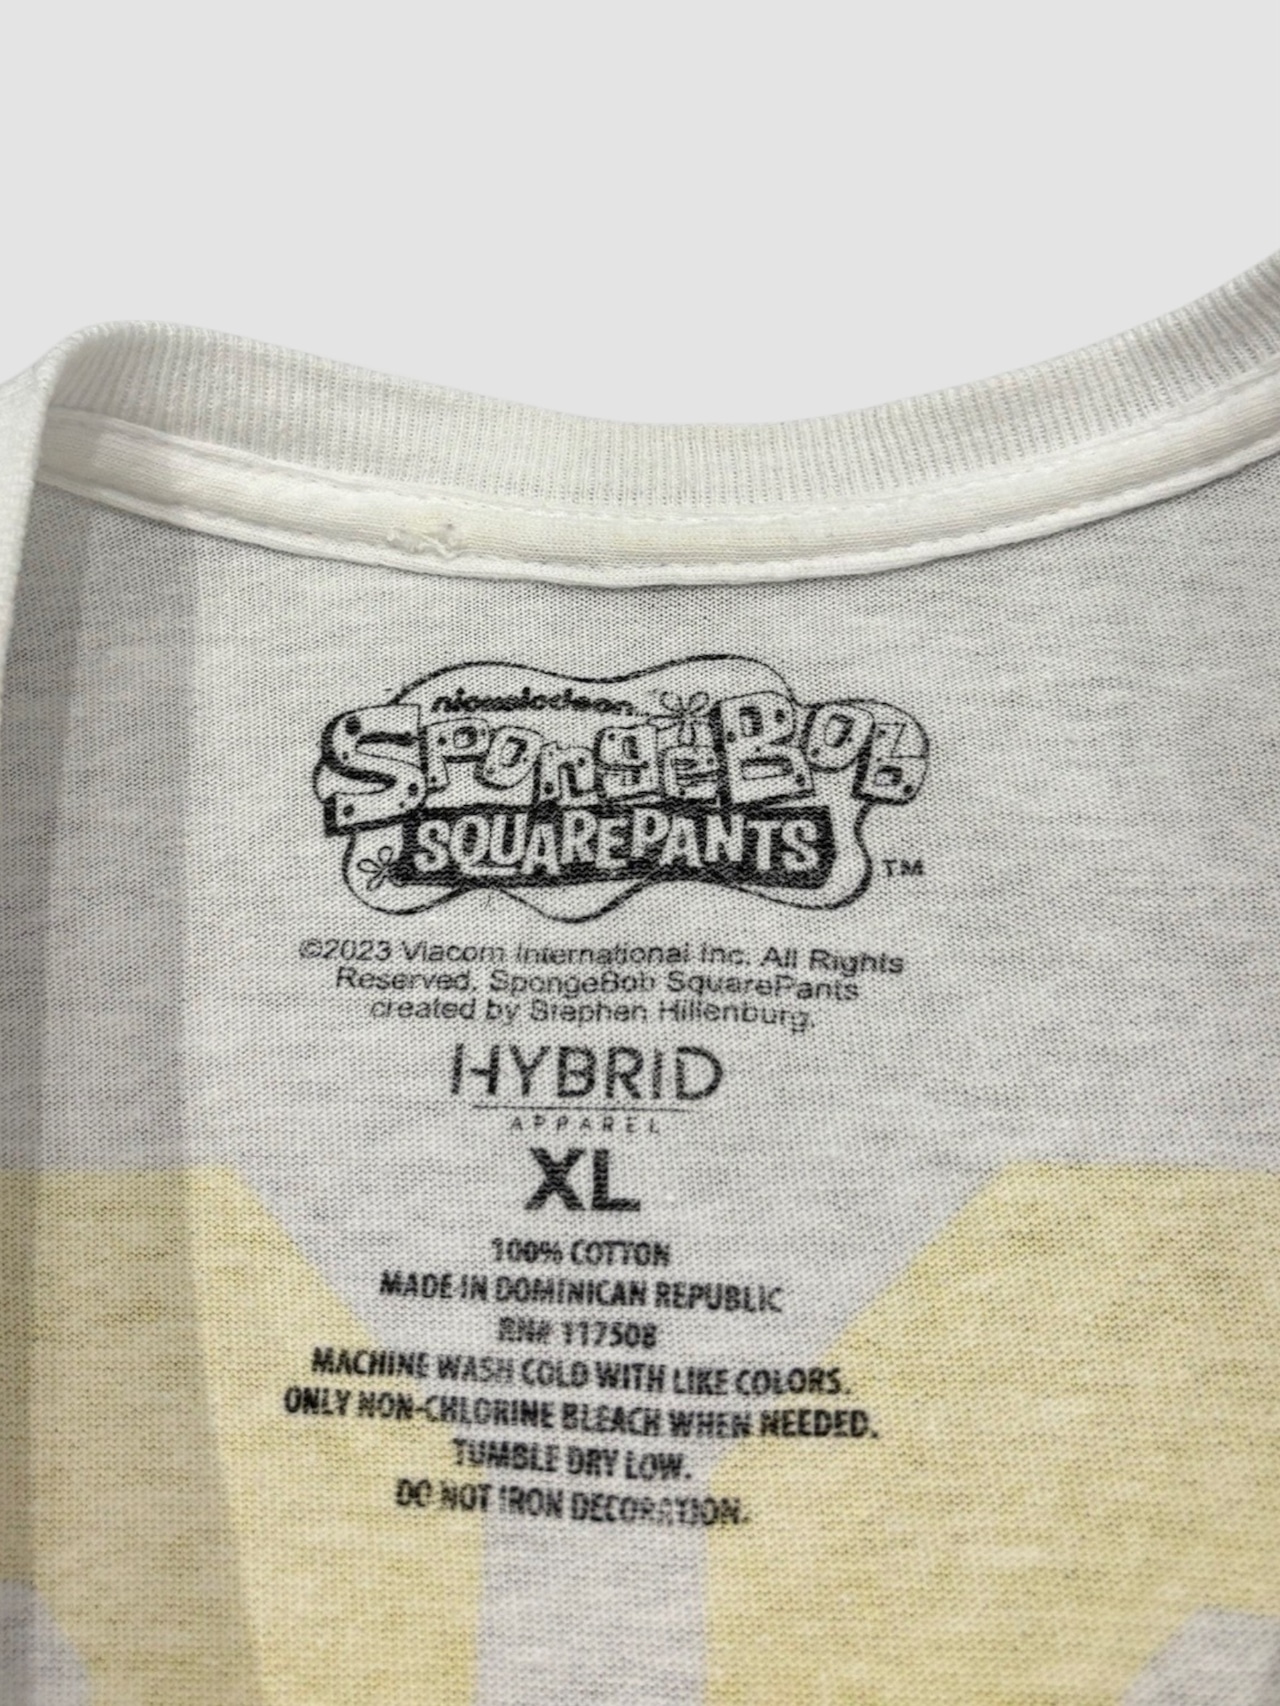 nickelodeon
SPONGEBOB
SQUAREPANTS
TM
©2023 Viacom International Inc. All Rights
Reserved. SpongeBob SquarePants
created by Stephen Hillenburg.
HYBRID
APPAREL
XL
100% COTTON
MADE IN DOMINICAN REPUBLIC
RN# 117508
MACHINE WASH COLD WITH LIKE COLORS.
ONLY NON-CHLORINE BLEACH WHEN NEEDED.
TUMBLE DRY LOW.
DO NOT IRON DECORATION.